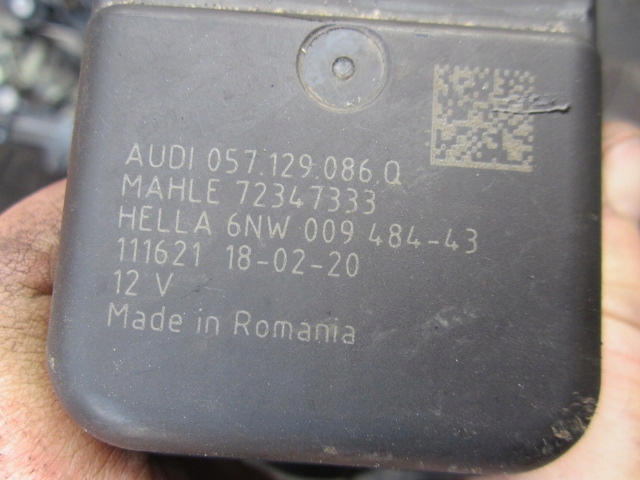 AUDI 057.129.086.Q
MAHLE 72347333
HELLA 6NW 009 484-43
111621 18-02-20
12 V
Made in Romania